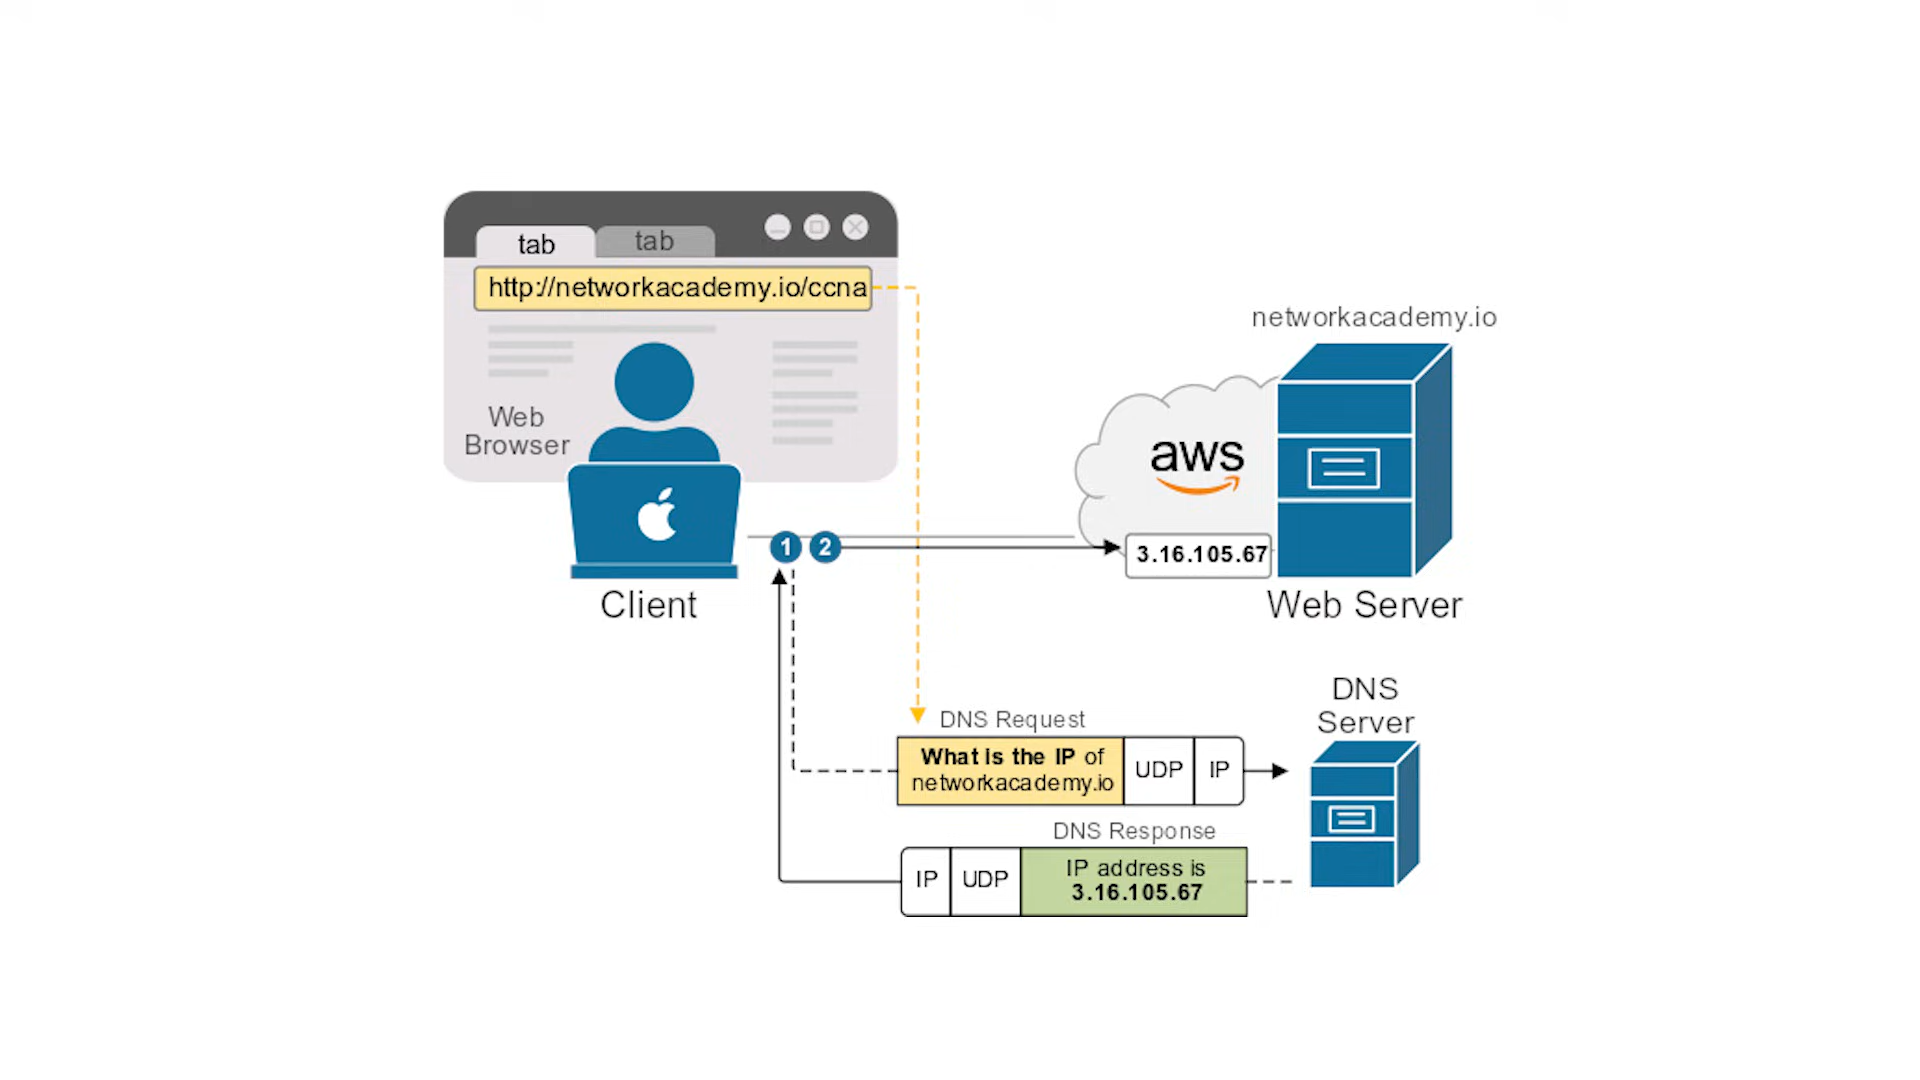 tab
tab
http://networkacademy.io/ccna
Web
Browser
networkacademy.io
aws
1
2
3.16.105.67
Client
Web Server
DNS
Server
DNS Request
What is the IP of
networkacademy.io
UDP
IP
DNS Response
IP
UDP
IP address is
3.16.105.67